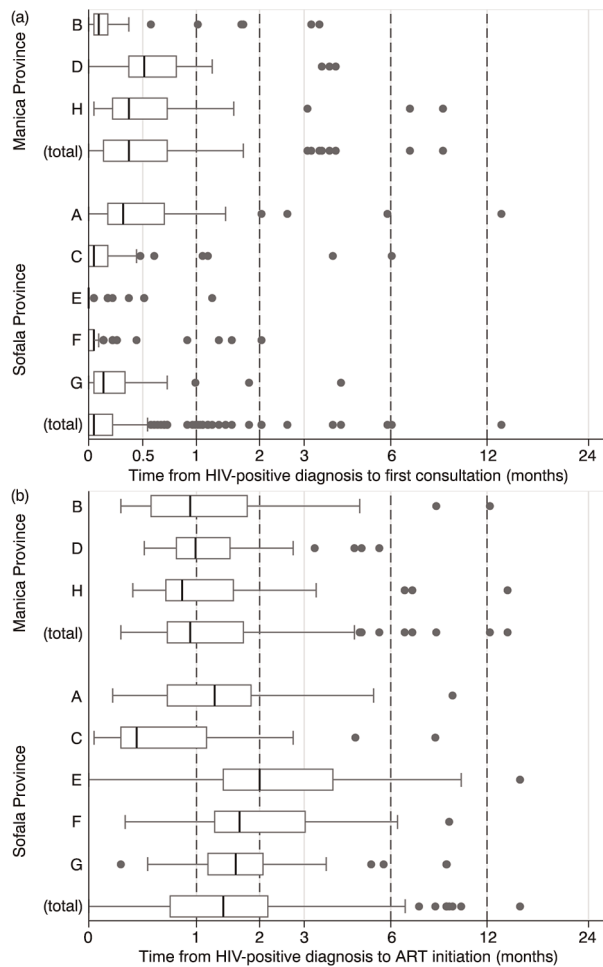 (a)
Manica Province
B
D
H
(total)
Sofala Province
A
C
E
F
G
(total)
0 0.5 1 2 3 6 12 24
Time from HIV-positive diagnosis to first consultation (months)
(b)
Manica Province
B
D
H
(total)
Sofala Province
A
C
E
F
G
(total)
0 1 2 3 6 12 24
Time from HIV-positive diagnosis to ART initiation (months)